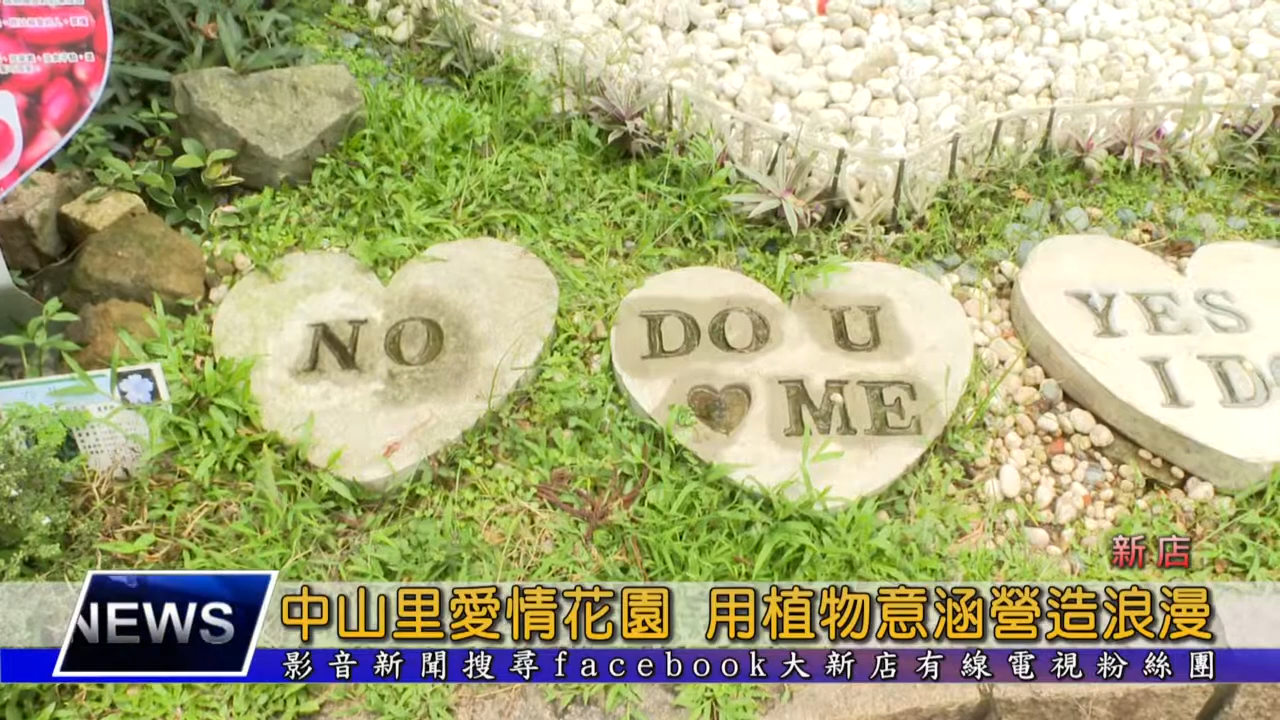 NO
DO U
♥ ME
YES
I DO
新店
NEWS
中山里愛情花園 用植物意涵營造浪漫
影音新聞搜尋facebook大新店有線電視粉絲團